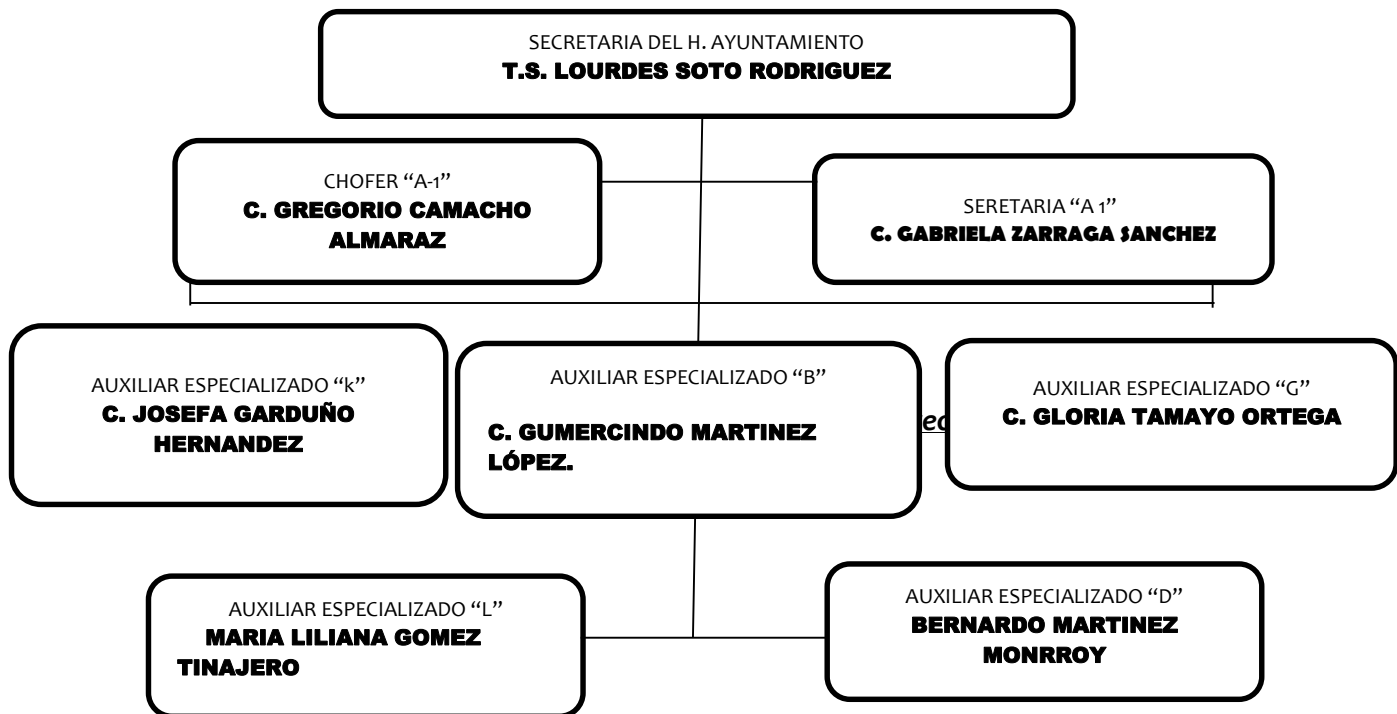 SECRETARIA DEL H. AYUNTAMIENTO
T.S. LOURDES SOTO RODRIGUEZ
CHOFER “A-1”
C. GREGORIO CAMACHO
ALMARAZ
SERETARIA “A 1”
C. GABRIELA ZARRAGA SANCHEZ
AUXILIAR ESPECIALIZADO “k”
C. JOSEFA GARDUÑO
HERNANDEZ
AUXILIAR ESPECIALIZADO “B”
C. GUMERCINDO MARTINEZ
LÓPEZ.
AUXILIAR ESPECIALIZADO “G”
C. GLORIA TAMAYO ORTEGA
AUXILIAR ESPECIALIZADO “L”
MARIA LILIANA GOMEZ
TINAJERO
AUXILIAR ESPECIALIZADO “D”
BERNARDO MARTINEZ
MONRROY